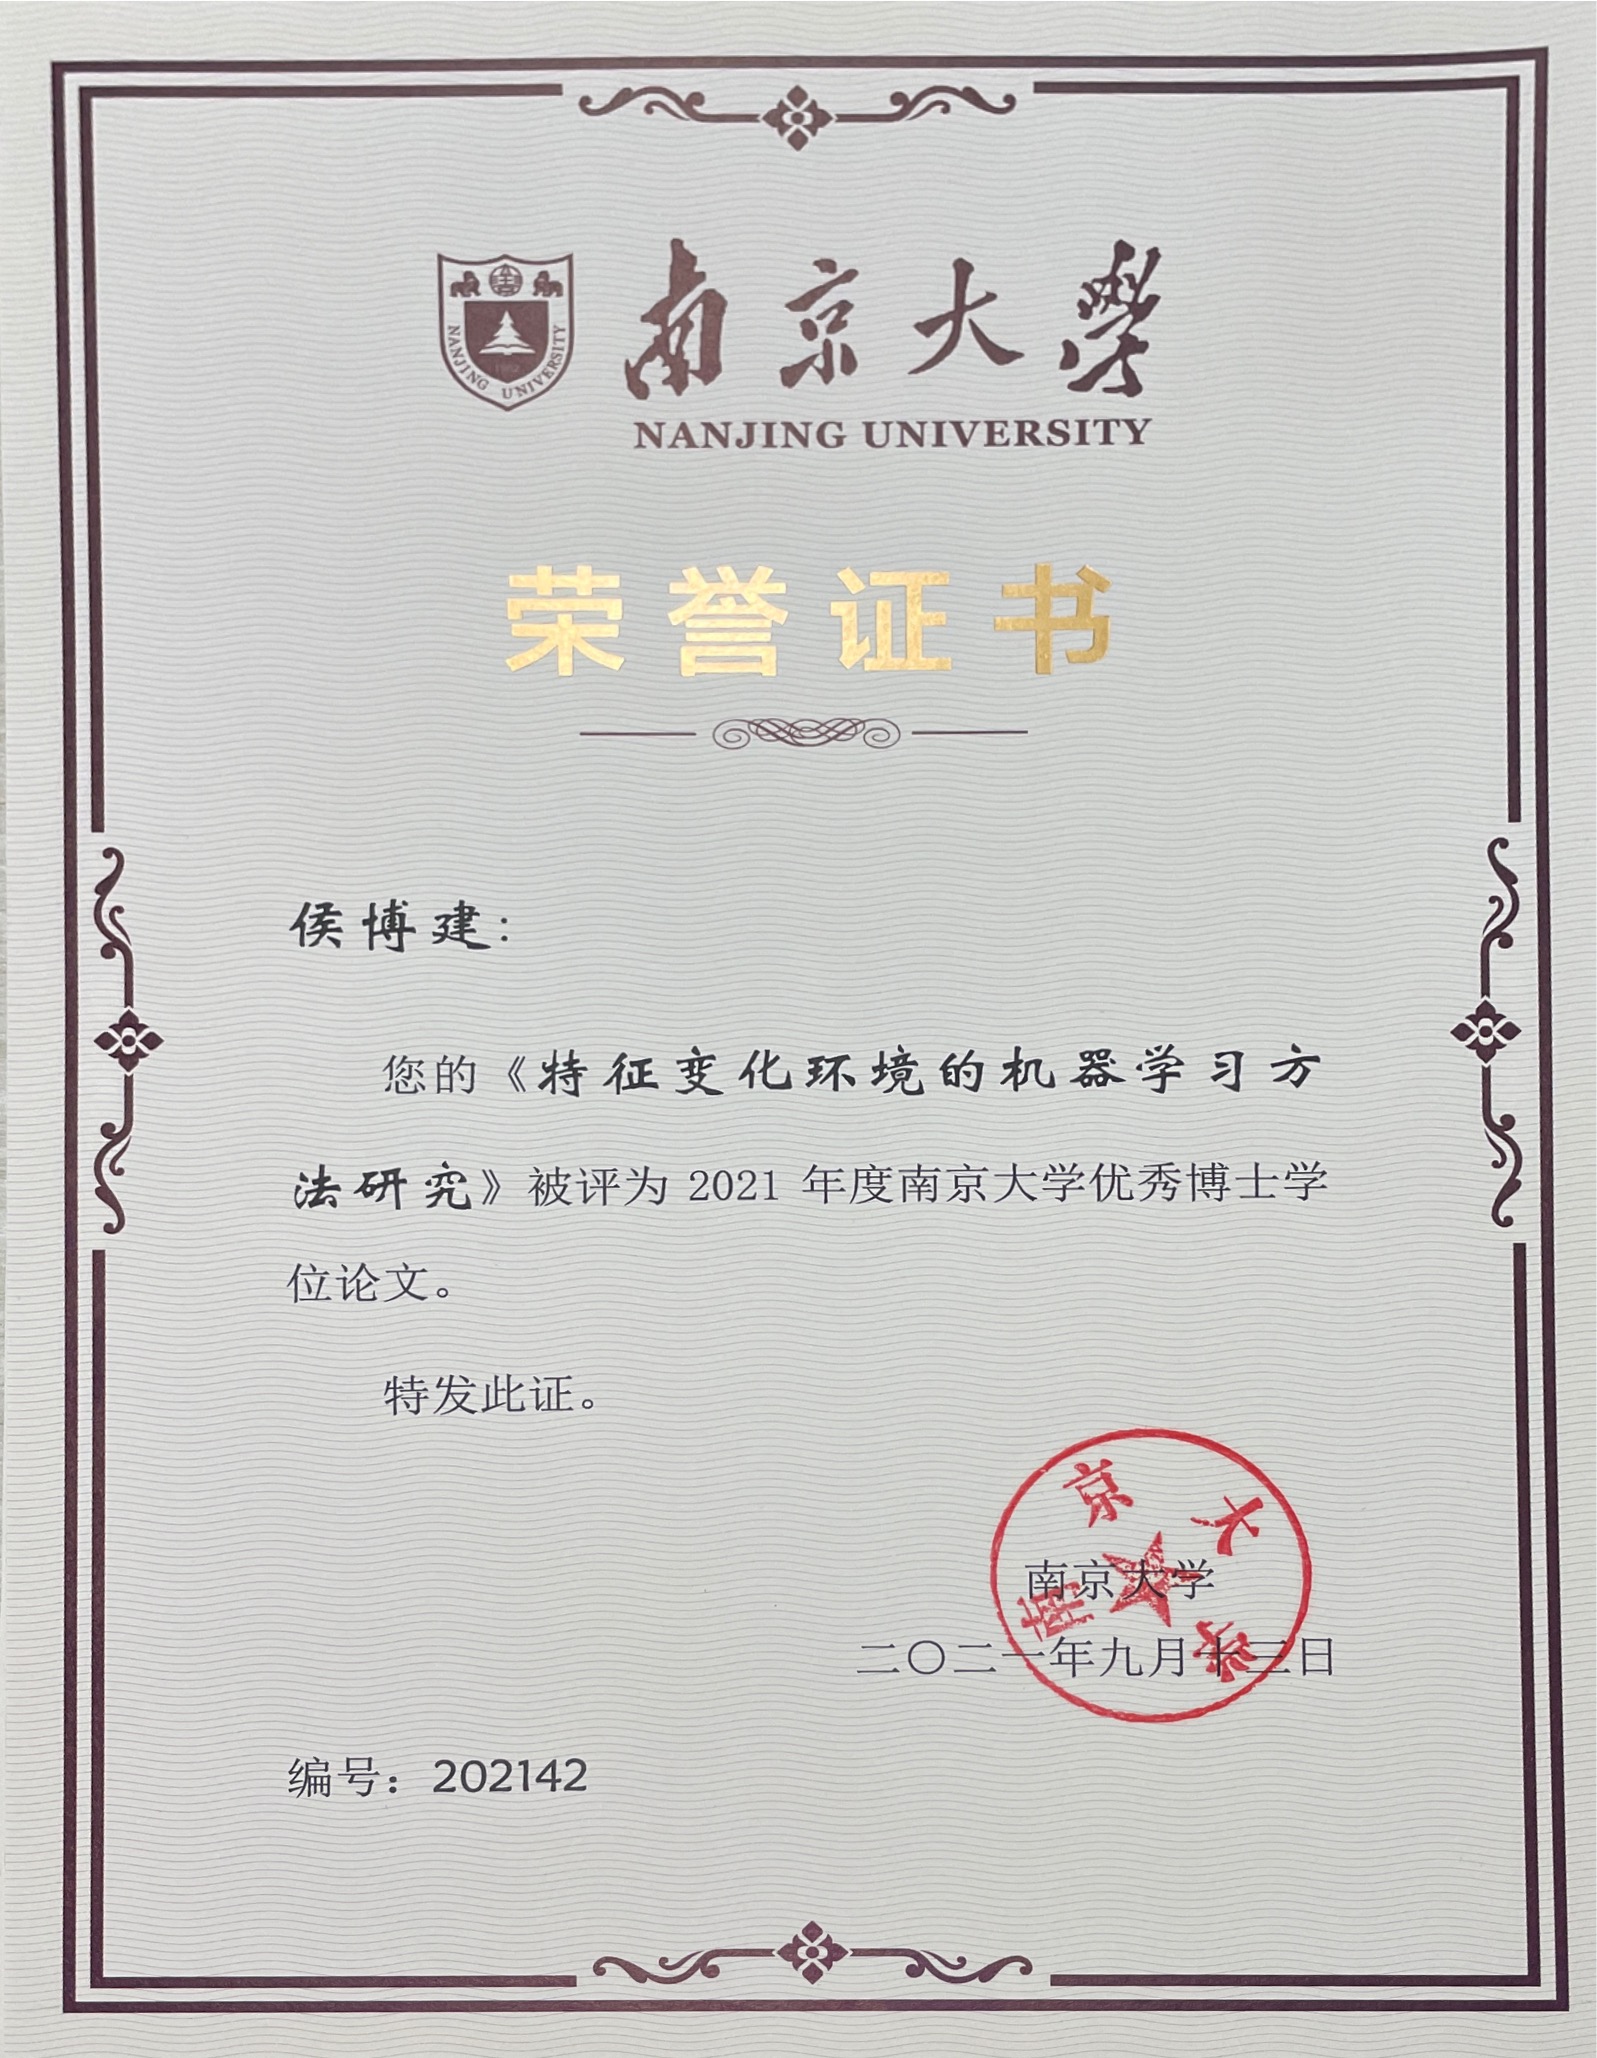 NANJING UNIVERSITY
南京大學
NANJING UNIVERSITY
荣誉证书
侯博建：
您的《特征变化环境的机器学习方
法研究》被评为 2021 年度南京大学优秀博士学
位论文。
特发此证。
南京大学
南京大学
二〇二一年九月十三日
编号：202142